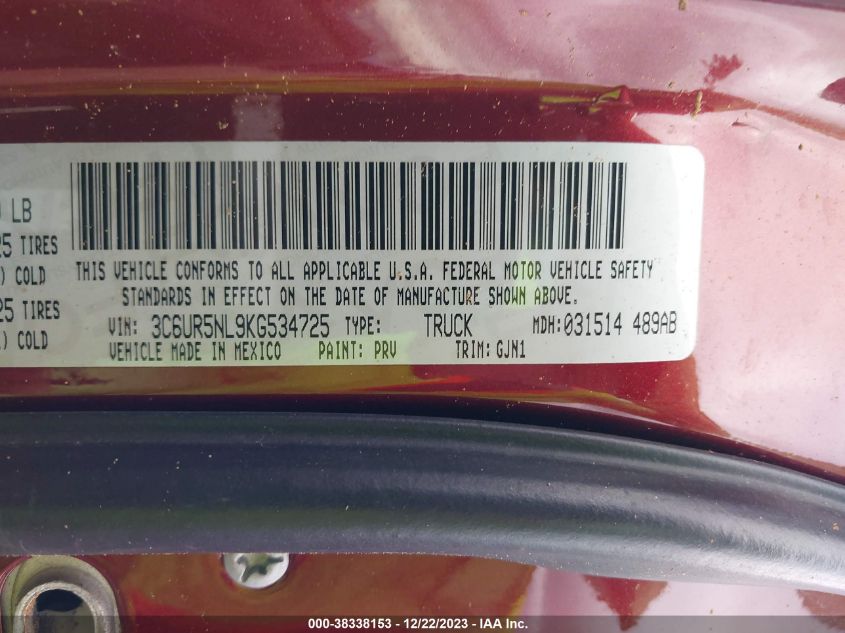 LB
25 TIRES
) COLD
25 TIRES
) COLD
THIS VEHICLE CONFORMS TO ALL APPLICABLE U.S.A. FEDERAL MOTOR VEHICLE SAFETY
STANDARDS IN EFFECT ON THE DATE OF MANUFACTURE SHOWN ABOVE.
VIN: 3C6UR5NL9KG534725 TYPE: TRUCK MDH:031514 489AB
VEHICLE MADE IN MEXICO PAINT: PRV TRIM: GJN1
000-38338153 - 12/22/2023 - IAA Inc.